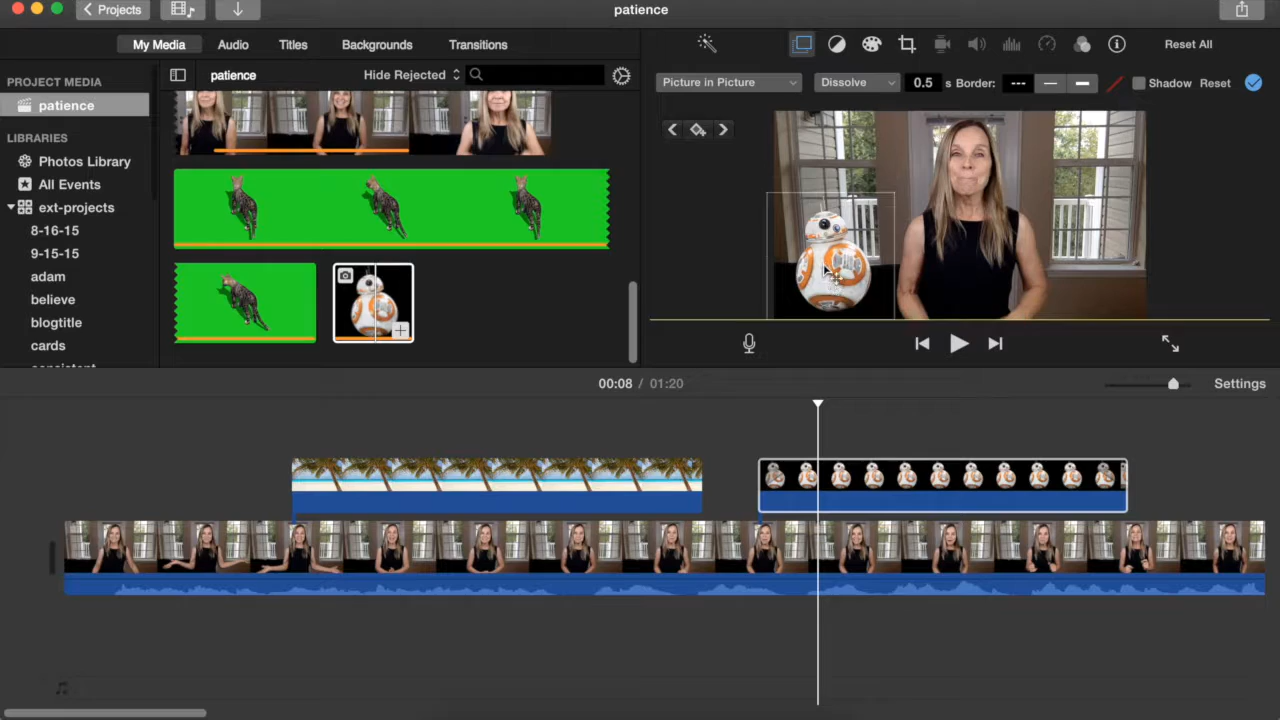 Projects
patience
My Media
Audio
Titles
Backgrounds
Transitions
Reset All
PROJECT MEDIA
patience
Hide Rejected
Picture in Picture
Dissolve
0.5 s Border:
Shadow
Reset
patience
LIBRARIES
Photos Library
All Events
ext-projects
8-16-15
9-15-15
adam
believe
blogtitle
cards
consistent
00:08 / 01:20
Settings